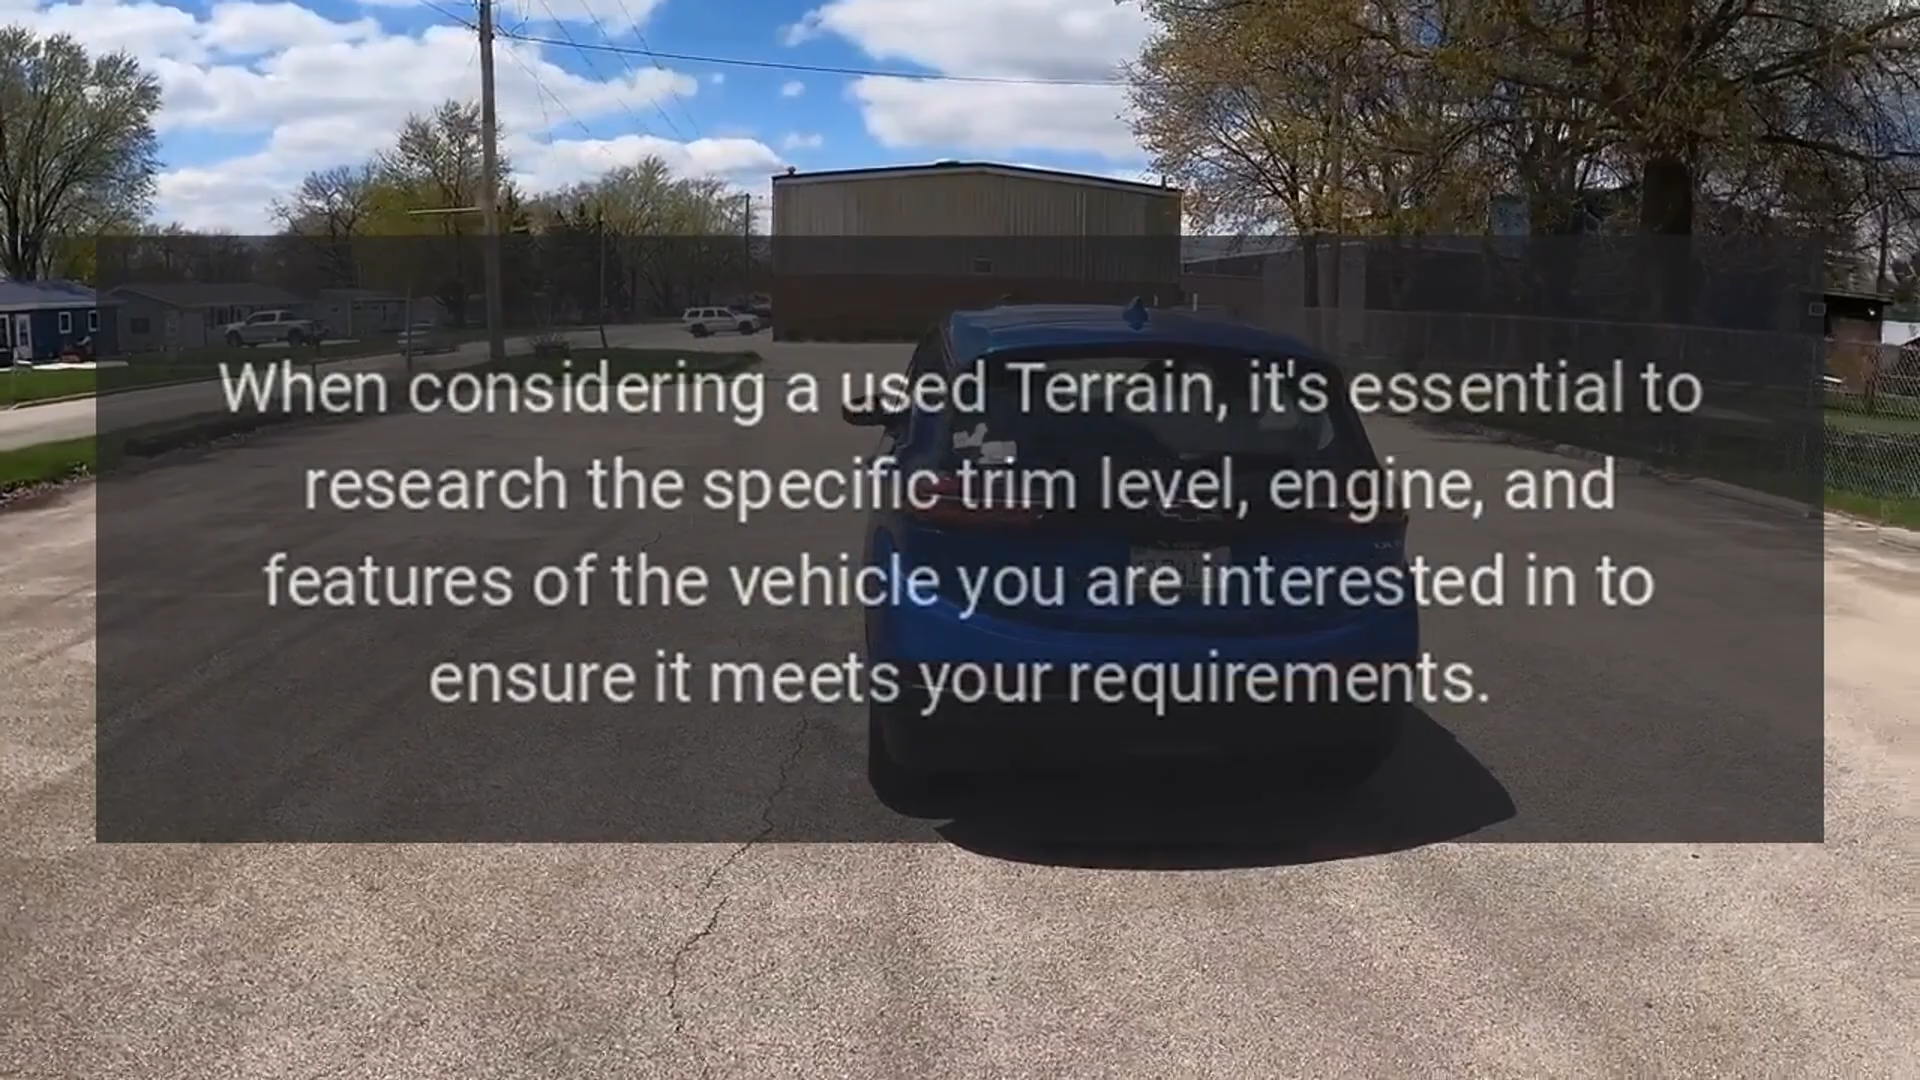 When considering a used Terrain, it's essential to
research the specific trim level, engine, and
features of the vehicle you are interested in to
ensure it meets your requirements.